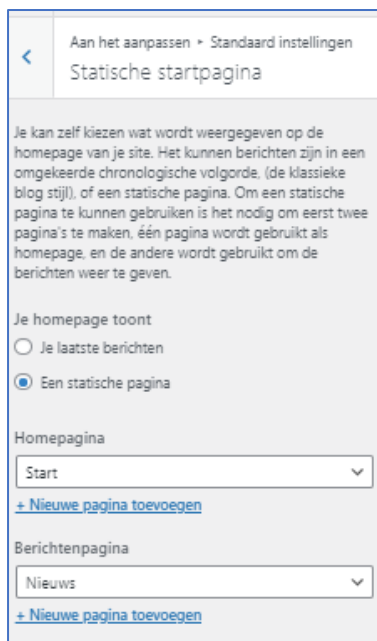 Aan het aanpassen ▸ Standaard instellingen
Statische startpagina
Je kan zelf kiezen wat wordt weergegeven op de
homepage van je site. Het kunnen berichten zijn in een
omgekeerde chronologische volgorde, (de klassieke
blog stijl), of een statische pagina. Om een statische
pagina te kunnen gebruiken is het nodig om eerst twee
pagina's te maken, één pagina wordt gebruikt als
homepage, en de andere wordt gebruikt om de
berichten weer te geven.
Je homepage toont
Je laatste berichten
Een statische pagina
Homepagina
Start
+ Nieuwe pagina toevoegen
Berichtenpagina
Nieuws
+ Nieuwe pagina toevoegen